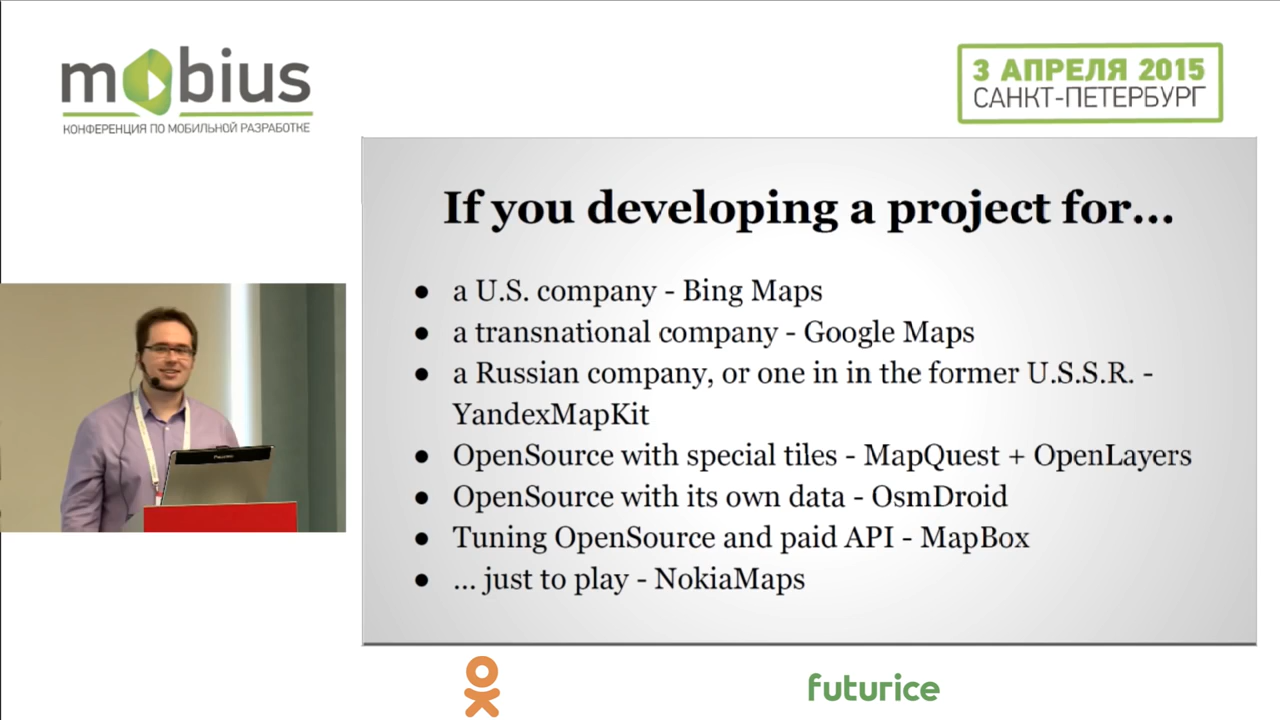 mobius
КОНФЕРЕНЦИЯ ПО МОБИЛЬНОЙ РАЗРАБОТКЕ
3 АПРЕЛЯ 2015
САНКТ-ПЕТЕРБУРГ
If you developing a project for...
● a U.S. company - Bing Maps
● a transnational company - Google Maps
● a Russian company, or one in in the former U.S.S.R. -
YandexMapKit
● OpenSource with special tiles - MapQuest + OpenLayers
● OpenSource with its own data - OsmDroid
● Tuning OpenSource and paid API - MapBox
● ... just to play - NokiaMaps
futurice